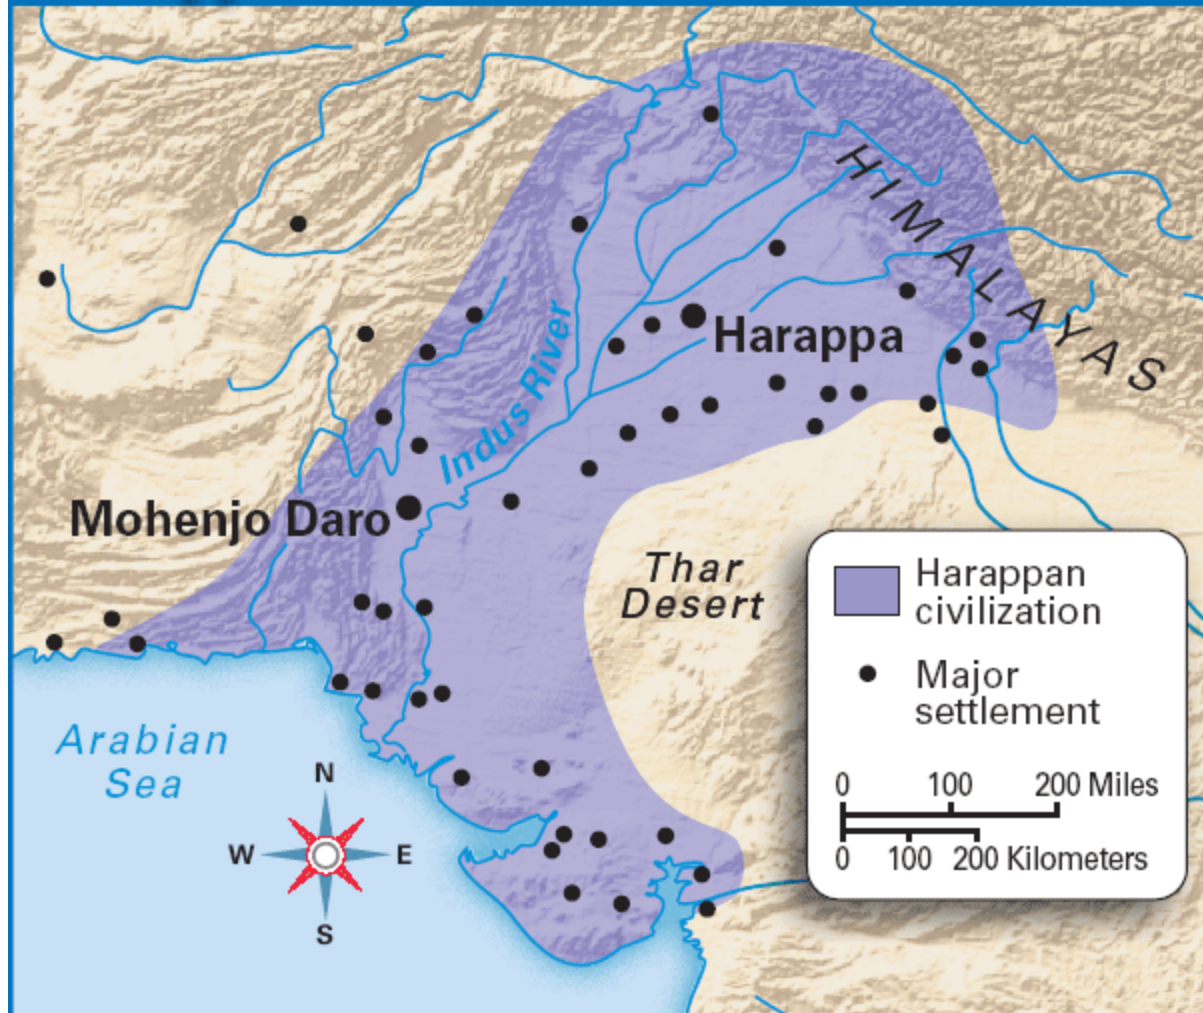 HIMALAYAS
Indus River
Harappa
Mohenjo Daro
Thar
Desert
Arabian
Sea
N
W
E
S
Harappan
civilization
Major
settlement
0 100 200 Miles
0 100 200 Kilometers